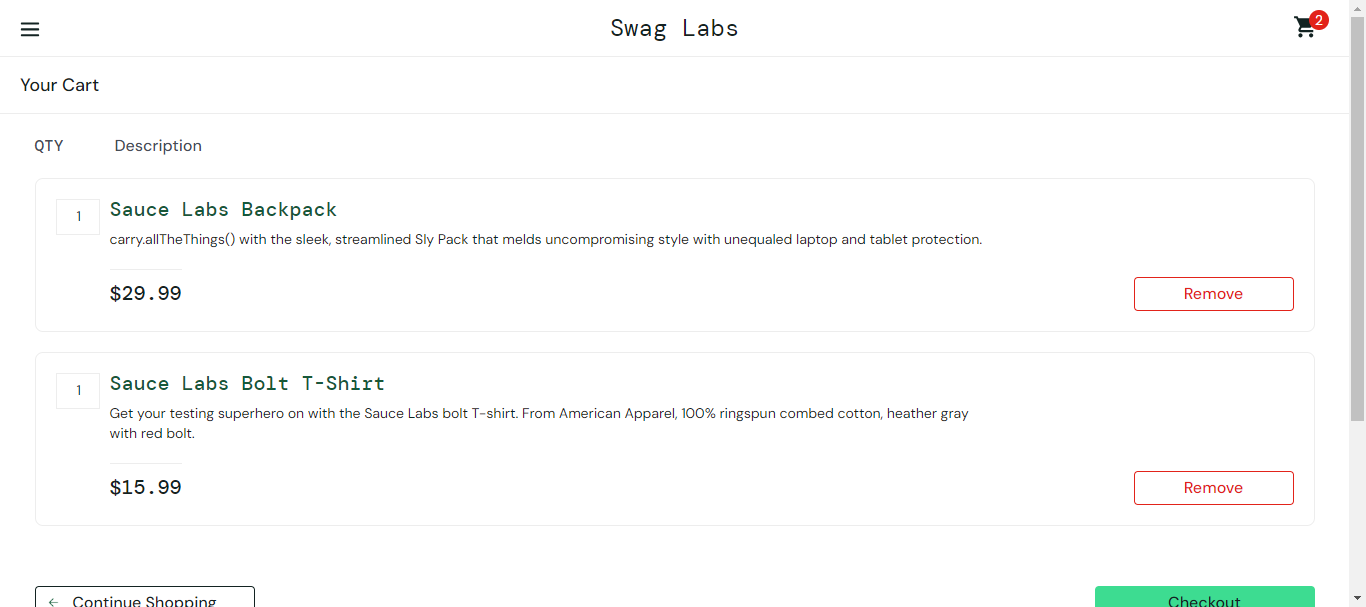 Swag Labs
2
Your Cart
QTY Description
1
Sauce Labs Backpack
carry.allTheThings() with the sleek, streamlined Sly Pack that melds uncompromising style with unequaled laptop and tablet protection.
$29.99
Remove
1
Sauce Labs Bolt T-Shirt
Get your testing superhero on with the Sauce Labs bolt T-shirt. From American Apparel, 100% ringspun combed cotton, heather gray
with red bolt.
$15.99
Remove
Continue Shopping
Checkout